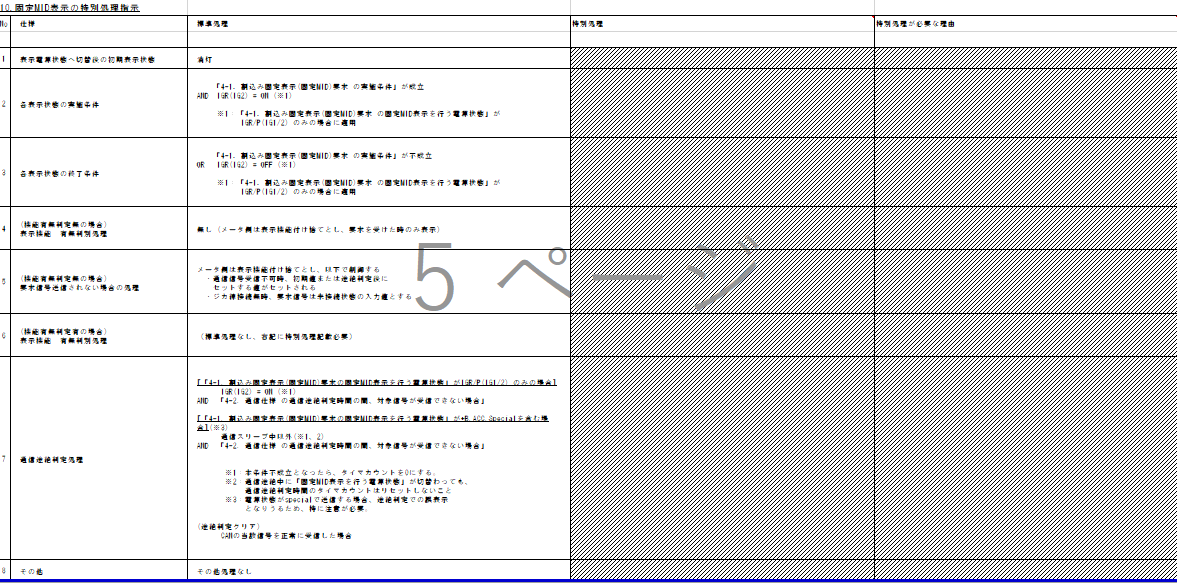 10.固定MID表示の特別処理指示
No 仕様 標準処理 特別処理 特別処理が必要な理由
1 表示電源状態へ切替後の初期表示状態 消灯
2 各表示状態の実施条件
『4-1. 割込み固定表示(固定MID)要求 の実施条件』が成立
AND IGR(IG2) = ON (※1)
※1: 『4-1. 割込み固定表示(固定MID)要求 の固定MID表示を行う電源状態』が
IGR/P(IG1/2) のみの場合に適用
3 各表示状態の終了条件
『4-1. 割込み固定表示(固定MID)要求 の実施条件』が不成立
OR IGR(IG2) = OFF (※1)
※1: 『4-1. 割込み固定表示(固定MID)要求 の固定MID表示を行う電源状態』が
IGR/P(IG1/2) のみの場合に適用
4 (機能有無判定無の場合)
表示機能 有無判別処理
無し (メータ側は表示機能付け捨てとし、要求を受けた時のみ表示)
5 (機能有無判定無の場合)
要求信号送信されない場合の処理
メータ側は表示機能付け捨てとし、以下で制御する
・通信信号受信不可時、初期値または途絶判定後に
セットする値がセットされる
・ジカ線接続無時、要求信号は未接続状態の入力値とする
6 (機能有無判定有の場合)
表示機能 有無判別処理
(標準処理なし、右記に特別処理記載必要)
7 通信途絶判定処理
【『4-1. 割込み固定表示(固定MID)要求の固定MID表示を行う電源状態』がIGR/P(IG1/2) のみの場合】
IGR(IG2) = ON (※1)
AND 『4-2. 通信仕様 の通信途絶判定時間の間、対象信号が受信できない場合』
【『4-1. 割込み固定表示(固定MID)要求の固定MID表示を行う電源状態』が+B,ACC,Specialを含む場
合】(※3)
通信スリープ中以外(※1, 2)
AND 『4-2. 通信仕様 の通信途絶判定時間の間、対象信号が受信できない場合』
※1: 本条件不成立となったら、タイマカウントを0にする。
※2: 通信途絶中に『固定MID表示を行う電源状態』が切替わっても、
通信途絶判定時間のタイマカウントはリセットしないこと
※3: 電源状態がspecialで送信する場合、途絶判定での誤表示
となりうるため、特に注意が必要。
(途絶判定クリア)
CANの当該信号を正常に受信した場合
8 その他 その他処理なし
5 ページ